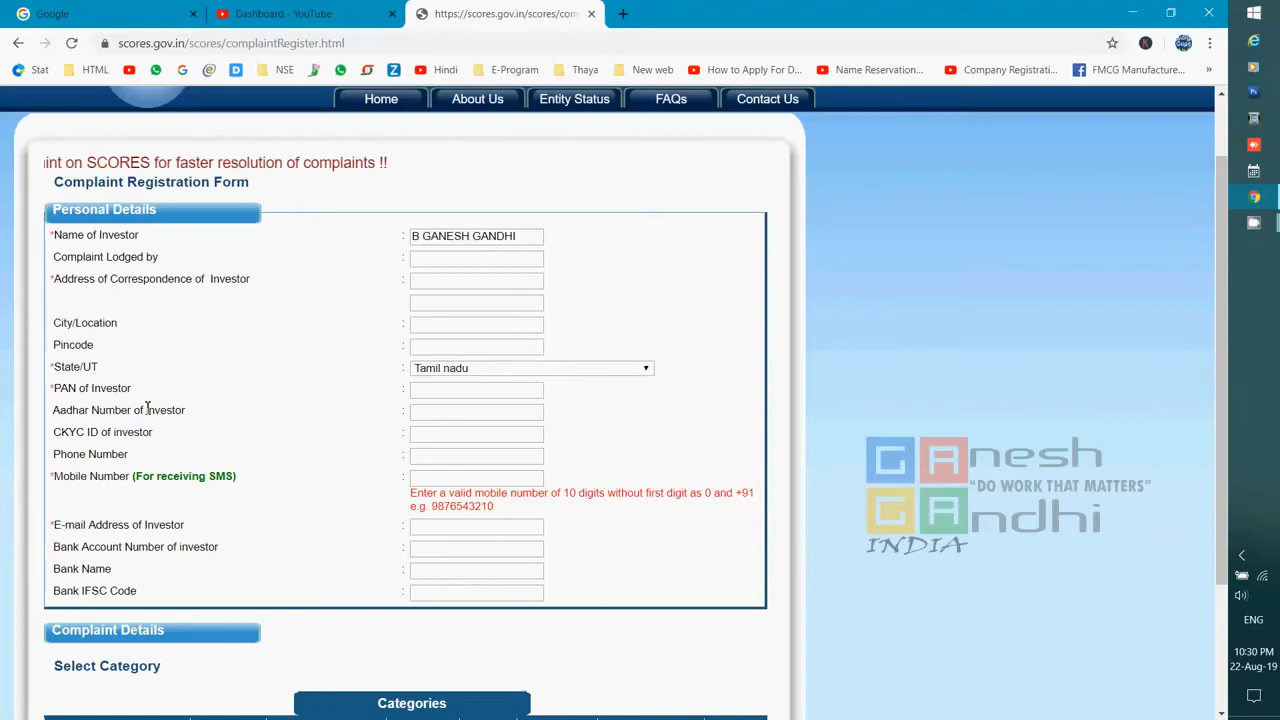 Google
Dashboard - YouTube
https://scores.gov.in/scores/com
scores.gov.in/scores/complaintRegister.html
Stat
HTML
NSE
Hindi
E-Program
Thaya
New web
How to Apply For D...
Name Reservation...
Company Registrati...
FMCG Manufacture...
Home
About Us
Entity Status
FAQs
Contact Us
int on SCORES for faster resolution of complaints !!
Complaint Registration Form
Personal Details
*Name of Investor : B GANESH GANDHI
Complaint Lodged by :
*Address of Correspondence of Investor :
City/Location :
Pincode :
*State/UT : Tamil nadu
*PAN of Investor :
Aadhar Number of Investor :
CKYC ID of investor :
Phone Number :
*Mobile Number (For receiving SMS) :
Enter a valid mobile number of 10 digits without first digit as 0 and +91
e.g. 9876543210
*E-mail Address of Investor :
Bank Account Number of investor :
Bank Name :
Bank IFSC Code :
Complaint Details
Select Category
Categories
GAnesh
"DO WORK THAT MATTERS"
GAndhi
INDIA
ENG
10:30 PM
22-Aug-19